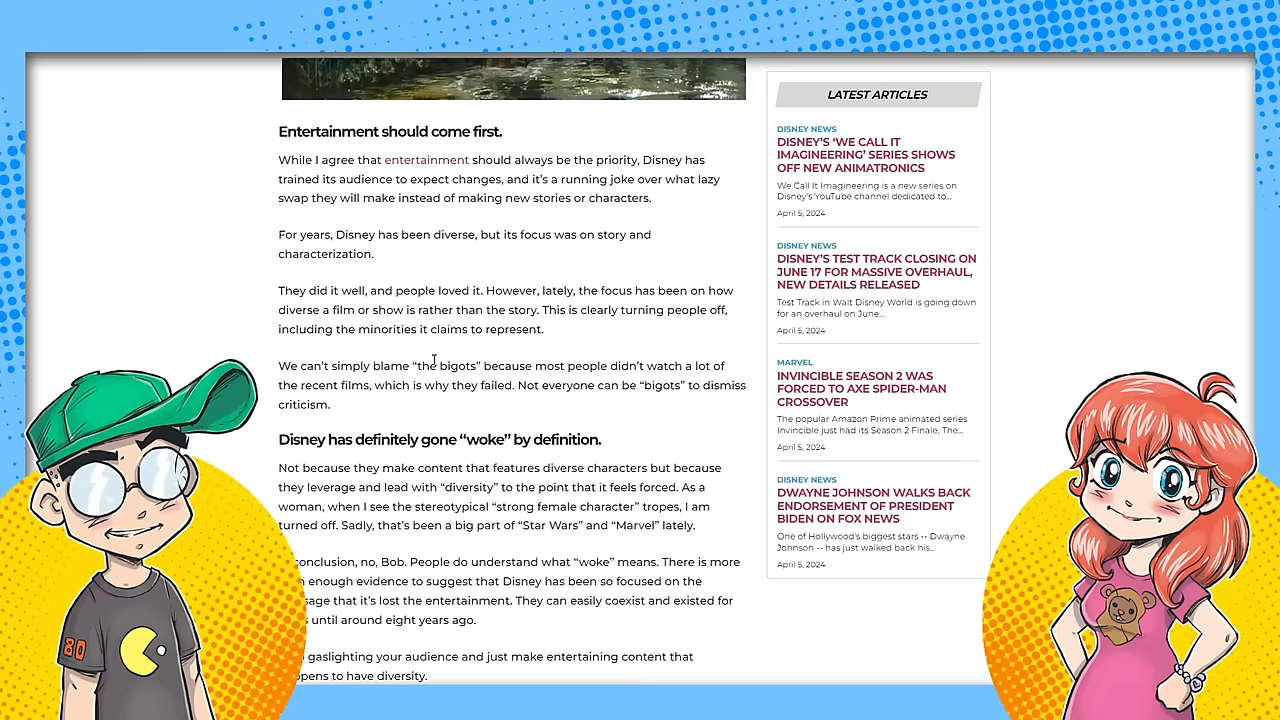 Entertainment should come first.
While I agree that entertainment should always be the priority, Disney has
trained its audience to expect changes, and it's a running joke over what lazy
swap they will make instead of making new stories or characters.
For years, Disney has been diverse, but its focus was on story and
characterization.
They did it well, and people loved it. However, lately, the focus has been on how
diverse a film or show is rather than the story. This is clearly turning people off,
including the minorities it claims to represent.
We can't simply blame “the bigots” because most people didn't watch a lot of
the recent films, which is why they failed. Not everyone can be “bigots” to dismiss
criticism.
Disney has definitely gone “woke” by definition.
Not because they make content that features diverse characters but because
they leverage and lead with “diversity” to the point that it feels forced. As a
woman, when I see the stereotypical “strong female character” tropes, I am
turned off. Sadly, that's been a big part of “Star Wars” and “Marvel” lately.
conclusion, no, Bob. People do understand what “woke” means. There is more
enough evidence to suggest that Disney has been so focused on the
sage that it's lost the entertainment. They can easily coexist and existed for
until around eight years ago.
gaslighting your audience and just make entertaining content that
opens to have diversity.
LATEST ARTICLES
DISNEY NEWS
DISNEY'S ‘WE CALL IT
IMAGINEERING’ SERIES SHOWS
OFF NEW ANIMATRONICS
We Call It Imagineering is a new series on
Disney's YouTube channel dedicated to...
April 5, 2024
DISNEY NEWS
DISNEY'S TEST TRACK CLOSING ON
JUNE 17 FOR MASSIVE OVERHAUL,
NEW DETAILS RELEASED
Test Track in Walt Disney World is going down
for an overhaul on June...
April 5, 2024
MARVEL
INVINCIBLE SEASON 2 WAS
FORCED TO AXE SPIDER-MAN
CROSSOVER
The popular Amazon Prime animated series
Invincible just had its Season 2 Finale. The...
April 5, 2024
DISNEY NEWS
DWAYNE JOHNSON WALKS BACK
ENDORSEMENT OF PRESIDENT
BIDEN ON FOX NEWS
One of Hollywood's biggest stars -- Dwayne
Johnson -- has just walked back his...
April 5, 2024
80